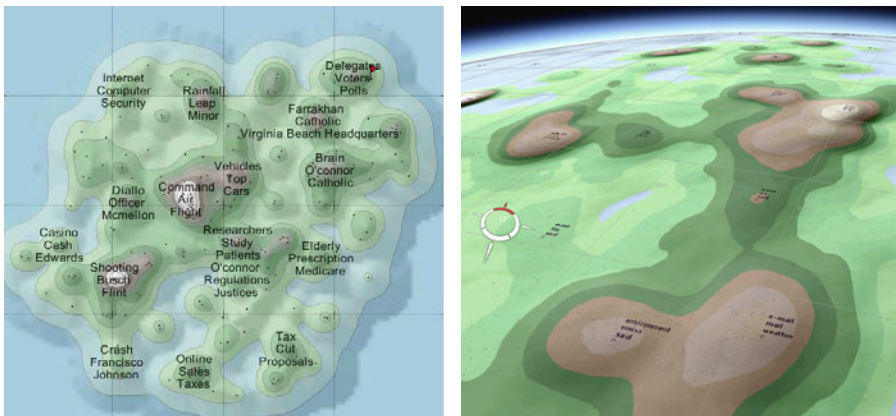 Internet
Computer
Security
Rainfall
Leap
Minor
Delegates
Voters
Polls
Farrakhan
Catholic
Virginia Beach Headquarters
Vehicles
Top
Cars
Brain
O'connor
Catholic
Diallo
Officer
Mcmellon
Command
Air
Flight
Casino
Cash
Edwards
Researchers
Study
Patients
O'connor
Regulations
Justices
Elderly
Prescription
Medicare
Shooting
Busch
Flint
Crash
Francisco
Johnson
Online
Sales
Taxes
Tax
Cut
Proposals
environment
said
e-mail
mail
weather